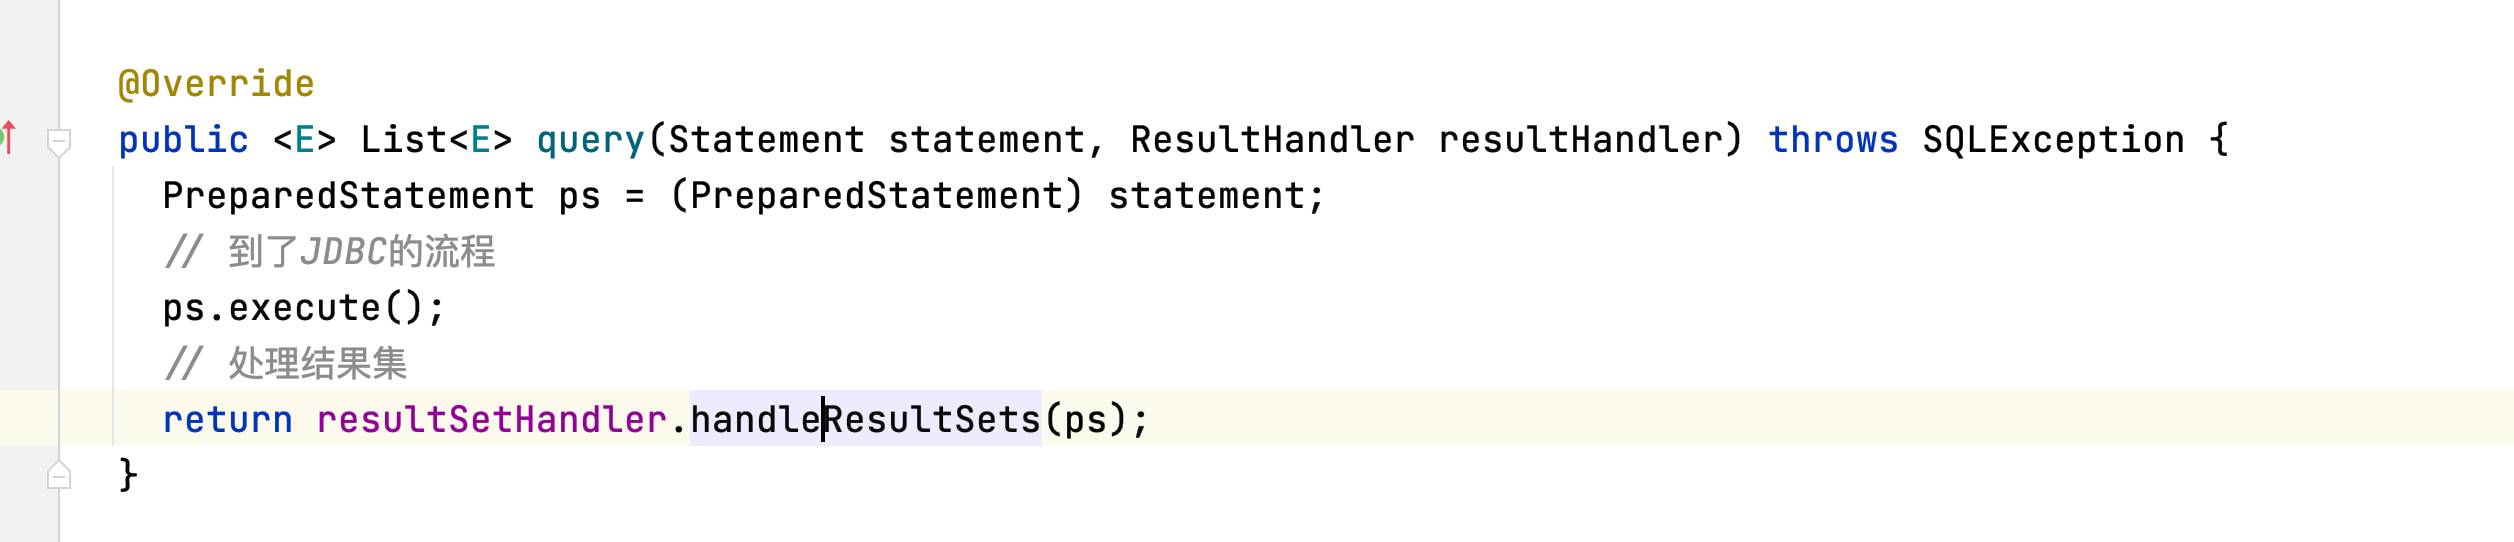 @Override
public <E> List<E> query(Statement statement, ResultHandler resultHandler) throws SQLException {
PreparedStatement ps = (PreparedStatement) statement;
// 到了JDBC的流程
ps.execute();
// 处理结果集
return resultSetHandler.handleResultSets(ps);
}